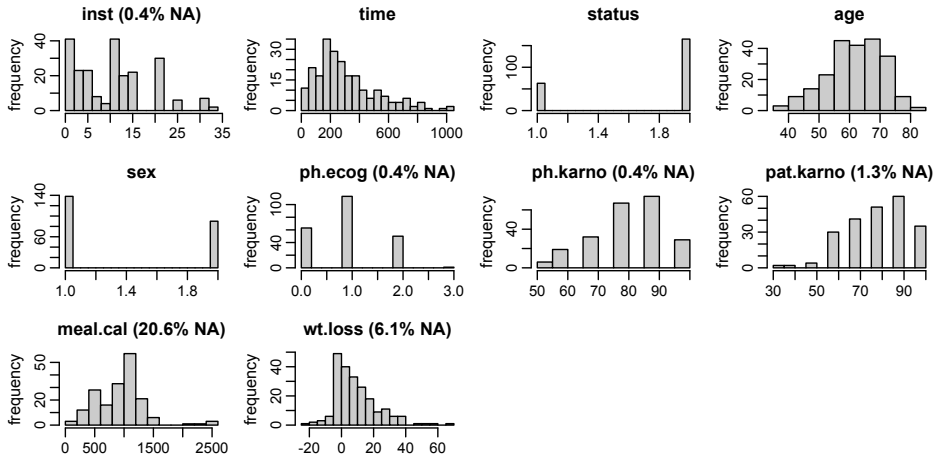 inst (0.4% NA)
frequency
0 20 40
0 5 15 25 35
time
frequency
0 15 35
0 200 600 1000
status
frequency
0 50 150
1.0 1.4 1.8
age
frequency
0 20 40
40 50 60 70 80
sex
frequency
0 60 140
1.0 1.4 1.8
ph.ecog (0.4% NA)
frequency
0 40 100
0.0 1.0 2.0 3.0
ph.karno (0.4% NA)
frequency
0 40
50 60 70 80 90
pat.karno (1.3% NA)
frequency
0 20 60
30 50 70 90
meal.cal (20.6% NA)
frequency
0 20 50
0 500 1500 2500
wt.loss (6.1% NA)
frequency
0 20 40
-20 0 20 40 60